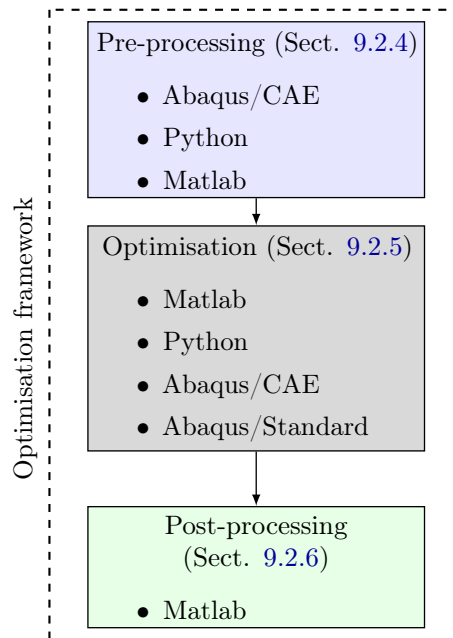 Optimisation framework
Pre-processing (Sect. 9.2.4)
• Abaqus/CAE
• Python
• Matlab
Optimisation (Sect. 9.2.5)
• Matlab
• Python
• Abaqus/CAE
• Abaqus/Standard
Post-processing
(Sect. 9.2.6)
• Matlab